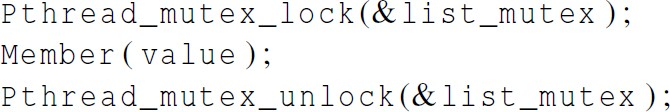 Pthread_mutex_lock(&list_mutex);
Member(value);
Pthread_mutex_unlock(&list_mutex);